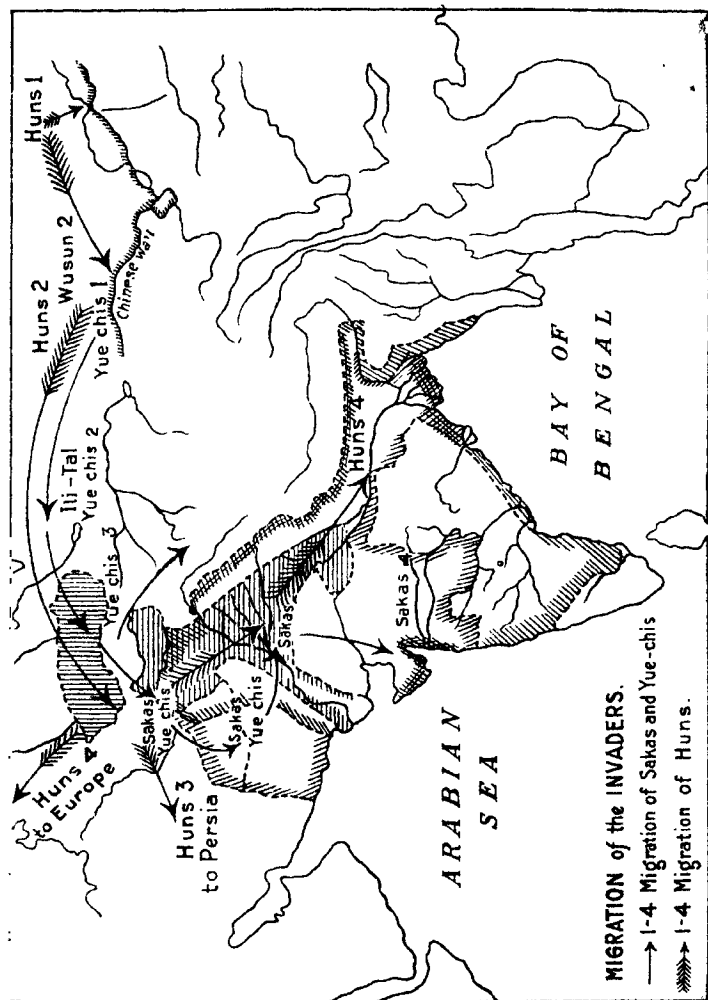 Huns 1
Huns 2
Wusun 2
Yue chis 1
Chinese Wall
Ili-Tal
Yue chis 2
Yue chis 3
Huns 4
to Europe
Huns 3
to Persia
Sakas
Yue chis
Sakas
Yue chis
Sakas
Huns 4
Sakas 4
ARABIAN
SEA
BAY OF
BENGAL
MIGRATION of the INVADERS.
1-4 Migration of Sakas and Yue-chis
1-4 Migration of Huns.